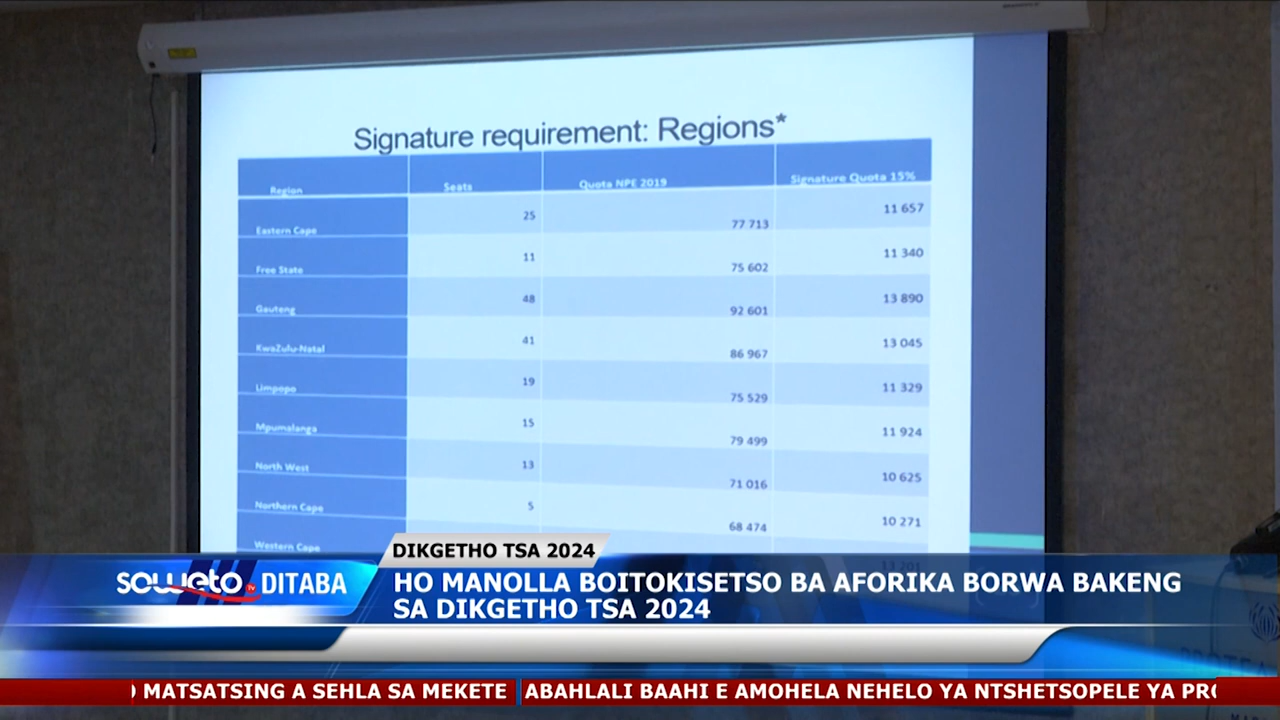 Signature requirement: Regions*
Region Seats Quota NPE 2019 Signature Quota 15%
Eastern Cape 25 77 713 11 657
Free State 11 75 602 11 340
Gauteng 48 92 601 13 890
KwaZulu-Natal 41 86 967 13 045
Limpopo 19 75 529 11 329
Mpumalanga 15 79 499 11 924
North West 13 71 016 10 625
Northern Cape 5 68 474 10 271
Western Cape
DIKGETHO TSA 2024
SOWETO TV DITABA
HO MANOLLA BOITOKISETSO BA AFORIKA BORWA BAKENG
SA DIKGETHO TSA 2024
MATSATSING A SEHLA SA MEKETE
ABAHLALI BAAHI E AMOHELA NEHELO YA NTSHETSOPELE YA